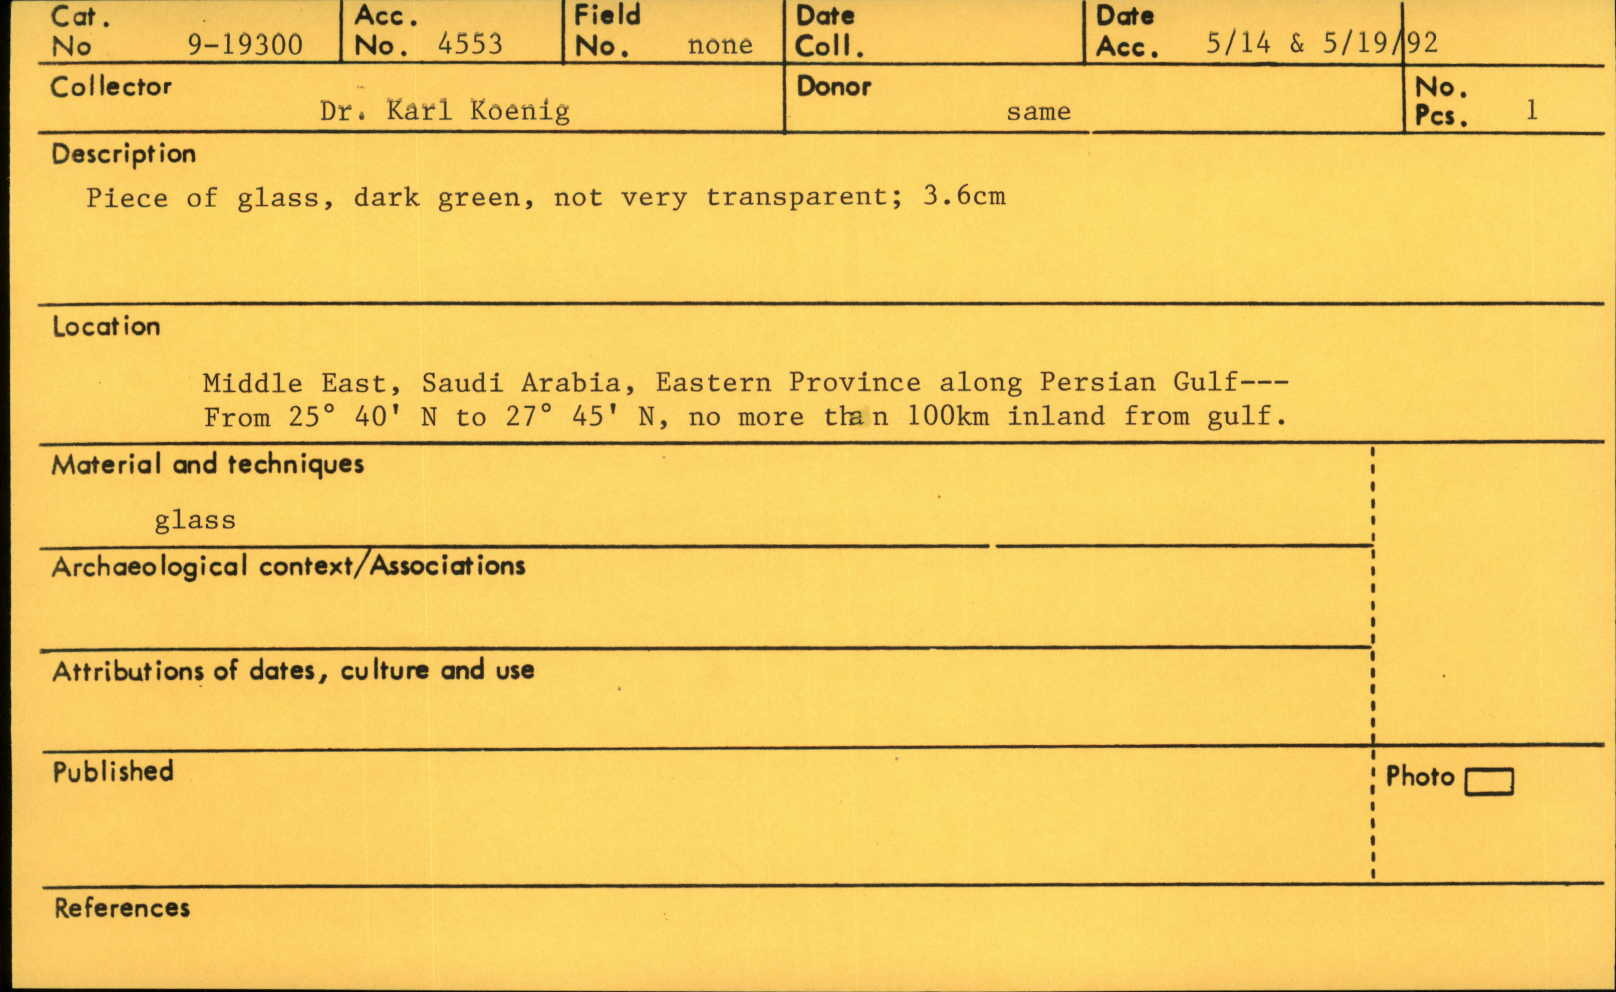 Cat. No 9-19300 Acc. No. 4553 Field No. none Date Coll. Date Acc. 5/14 & 5/19/92
Collector Dr. Karl Koenig Donor same No. Pcs. 1
Description
Piece of glass, dark green, not very transparent; 3.6cm
Location
Middle East, Saudi Arabia, Eastern Province along Persian Gulf---
From 25° 40' N to 27° 45' N, no more than 100km inland from gulf.
Material and techniques
glass
Archaeological context/Associations
Attributions of dates, culture and use
Published
Photo
References